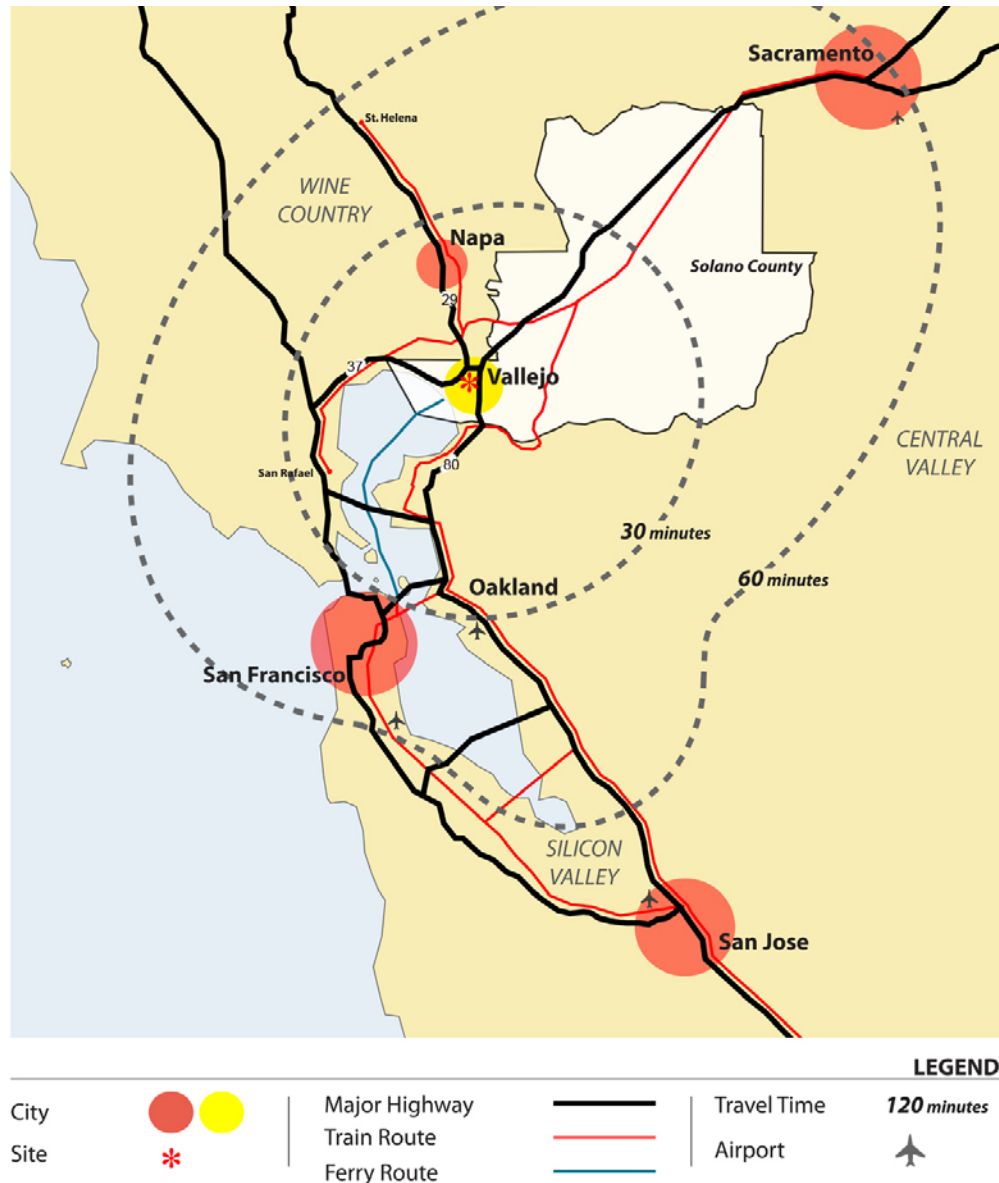 Sacramento
St. Helena
WINE
COUNTRY
Napa
Solano County
29
37
Vallejo
CENTRAL
VALLEY
San Rafael
80
30 minutes
60 minutes
Oakland
San Francisco
SILICON
VALLEY
San Jose
LEGEND
City
Major Highway
Travel Time
120 minutes
Site
Train Route
Airport
Ferry Route